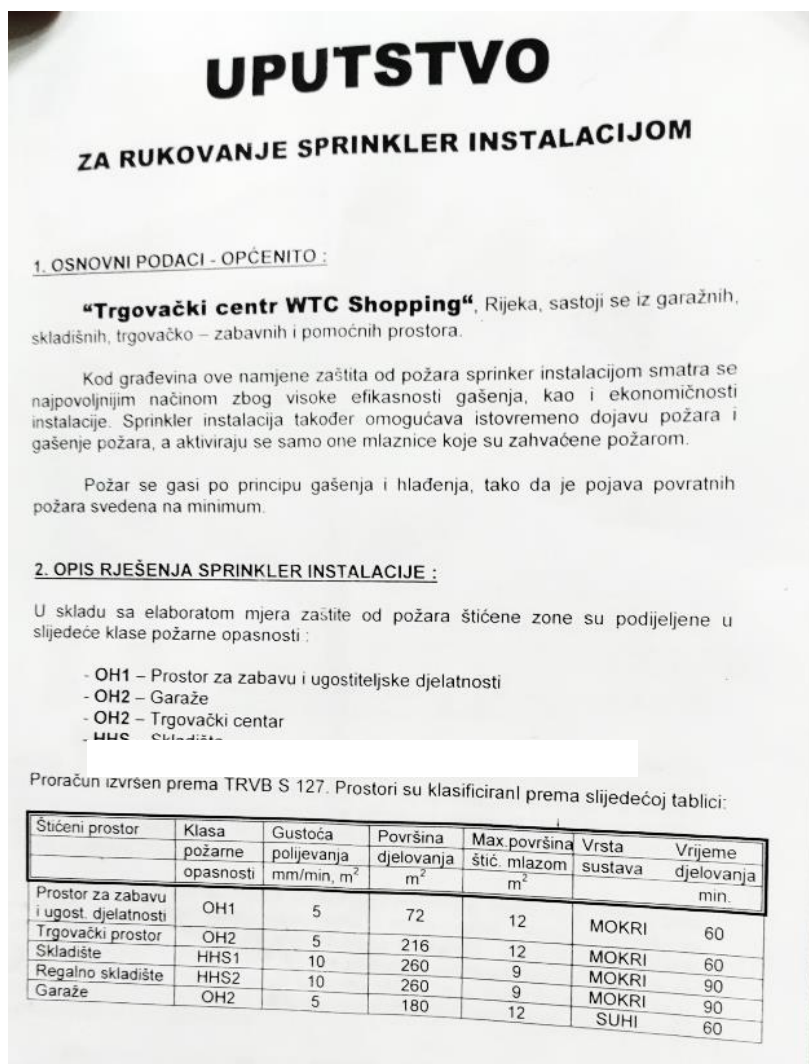 UPUTSTVO
ZA RUKOVANJE SPRINKLER INSTALACIJOM
1. OSNOVNI PODACI - OPĆENITO :
“Trgovački centr WTC Shopping“, Rijeka, sastoji se iz garažnih,
skladišnih, trgovačko – zabavnih i pomoćnih prostora.
Kod građevina ove namjene zaštita od požara sprinker instalacijom smatra se
najpovoljnijim načinom zbog visoke efikasnosti gašenja, kao i ekonomičnosti
instalacije. Sprinkler instalacija također omogućava istovremeno dojavu požara i
gašenje požara, a aktiviraju se samo one mlaznice koje su zahvaćene požarom.
Požar se gasi po principu gašenja i hlađenja, tako da je pojava povratnih
požara svedena na minimum.
2. OPIS RJEŠENJA SPRINKLER INSTALACIJE :
U skladu sa elaboratom mjera zaštite od požara štićene zone su podijeljene u
slijedeće klase požarne opasnosti :
- OH1 – Prostor za zabavu i ugostiteljske djelatnosti
- OH2 – Garaže
- OH2 – Trgovački centar
- HHS – Skladište
Proračun izvršen prema TRVB S 127. Prostori su klasificiranI prema slijedećoj tablici:
Štićeni prostor Klasa Gustoća Površina Max.površina Vrsta Vrijeme
požarne polijevanja djelovanja štić. mlazom sustava djelovanja
opasnosti mm/min, m² m² m² min.
Prostor za zabavu
i ugost. djelatnosti OH1 5 72 12 MOKRI 60
Trgovački prostor OH2 5 216 12 MOKRI 60
Skladište HHS1 10 260 9 MOKRI 90
Regalno skladište HHS2 10 260 9 MOKRI 90
Garaže OH2 5 180 12 SUHI 60